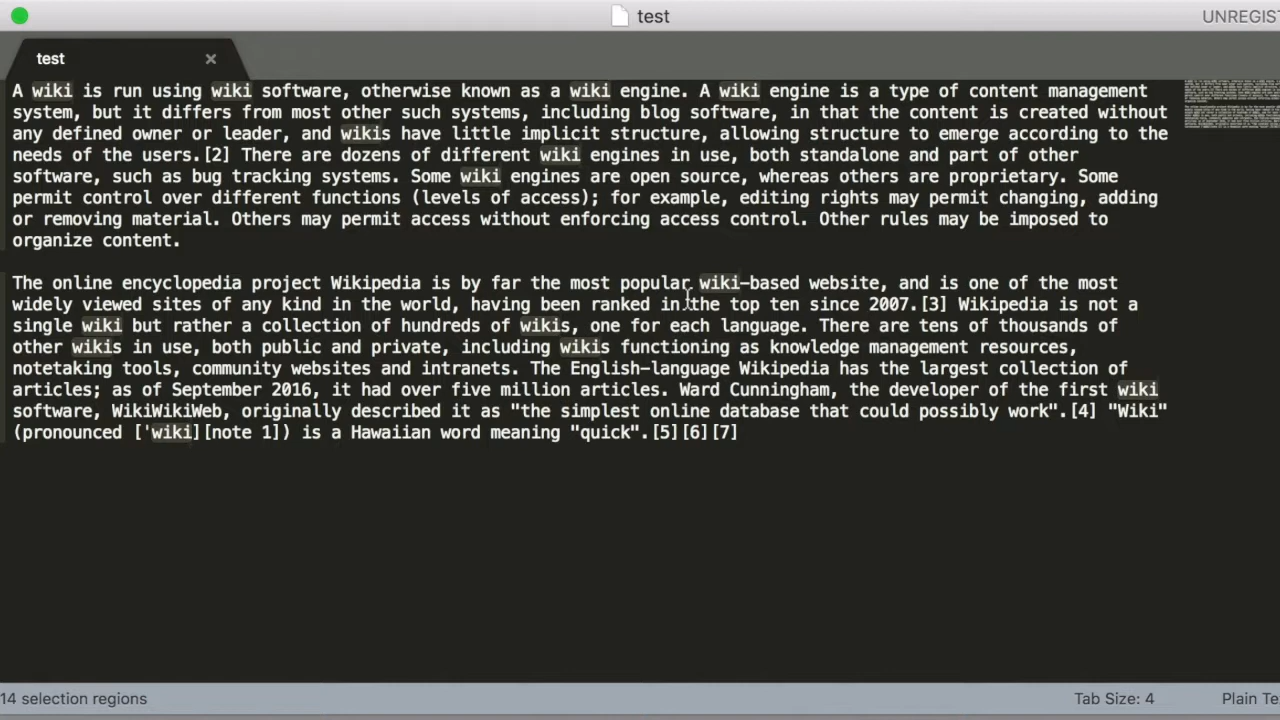 test
UNREGIS
test ×
A wiki is run using wiki software, otherwise known as a wiki engine. A wiki engine is a type of content management
system, but it differs from most other such systems, including blog software, in that the content is created without
any defined owner or leader, and wikis have little implicit structure, allowing structure to emerge according to the
needs of the users.[2] There are dozens of different wiki engines in use, both standalone and part of other
software, such as bug tracking systems. Some wiki engines are open source, whereas others are proprietary. Some
permit control over different functions (levels of access); for example, editing rights may permit changing, adding
or removing material. Others may permit access without enforcing access control. Other rules may be imposed to
organize content.
The online encyclopedia project Wikipedia is by far the most popular wiki-based website, and is one of the most
widely viewed sites of any kind in the world, having been ranked in the top ten since 2007.[3] Wikipedia is not a
single wiki but rather a collection of hundreds of wikis, one for each language. There are tens of thousands of
other wikis in use, both public and private, including wikis functioning as knowledge management resources,
notetaking tools, community websites and intranets. The English-language Wikipedia has the largest collection of
articles; as of September 2016, it had over five million articles. Ward Cunningham, the developer of the first wiki
software, WikiWikiWeb, originally described it as "the simplest online database that could possibly work".[4] "Wiki"
(pronounced ['wiki][note 1]) is a Hawaiian word meaning "quick".[5][6][7]
14 selection regions
Tab Size: 4
Plain Te